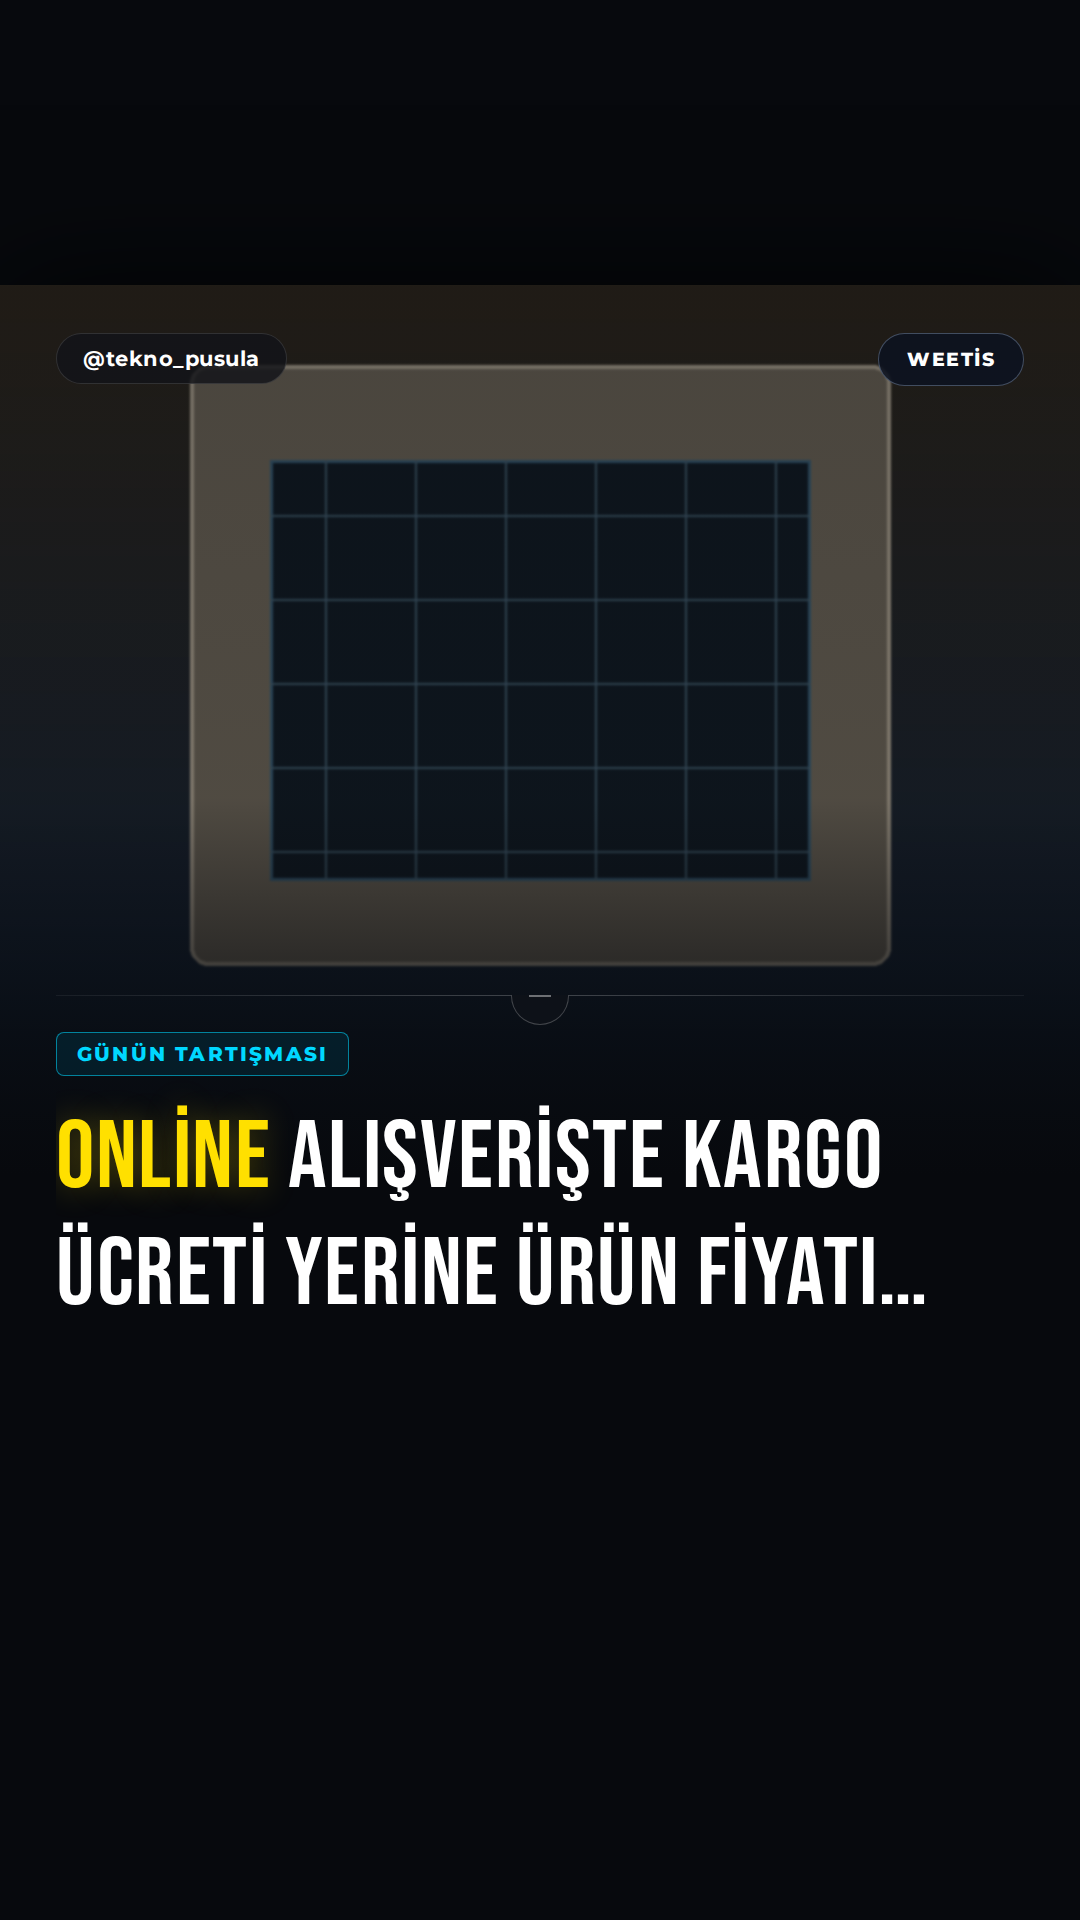 @tekno_pusula
WEETİS
GÜNÜN TARTIŞMASI
ONLİNE ALIŞVERİŞTE KARGO
ÜCRETİ YERİNE ÜRÜN FİYATI...